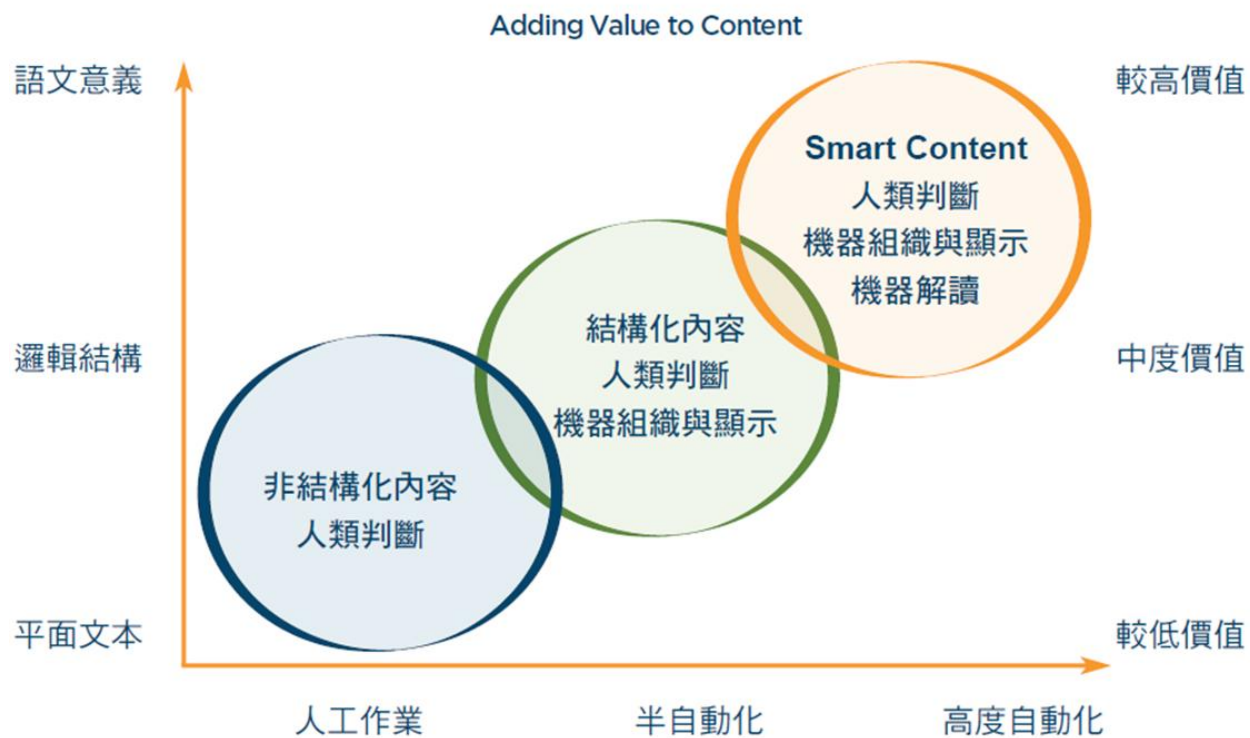 Adding Value to Content
語文意義
較高價值
Smart Content
人類判斷
機器組織與顯示
機器解讀
邏輯結構
結構化內容
人類判斷
機器組織與顯示
中度價值
非結構化內容
人類判斷
平面文本
較低價值
人工作業
半自動化
高度自動化